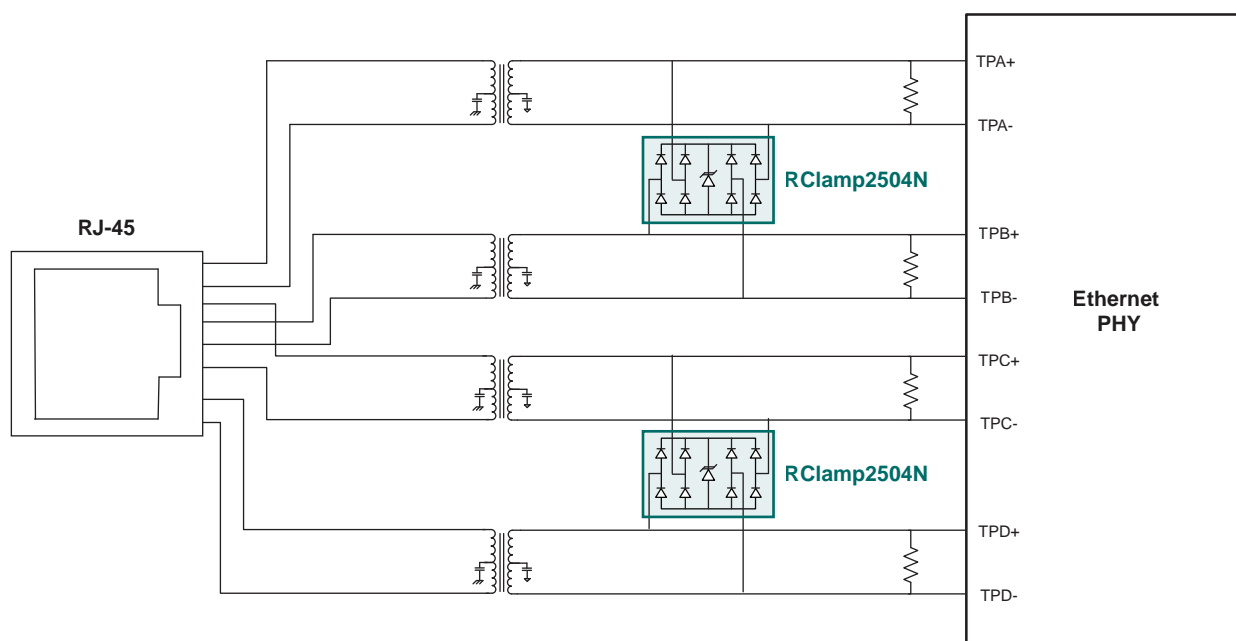 TPA+
TPA-
RClamp2504N
RJ-45
TPB+
TPB-
Ethernet
PHY
TPC+
TPC-
RClamp2504N
TPD+
TPD-